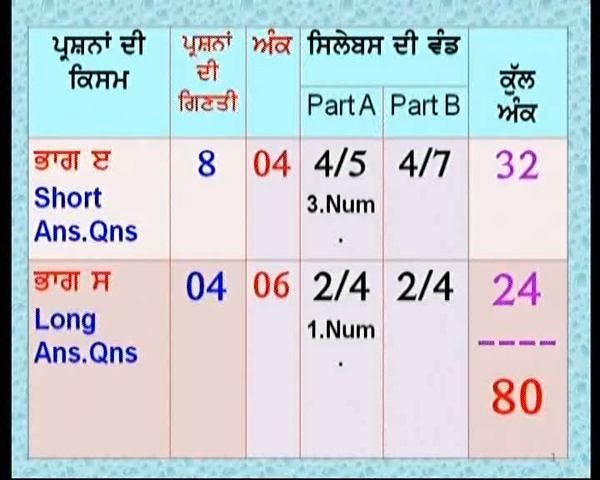 ਪ੍ਰਸ਼ਨਾਂ ਦੀ ਕਿਸਮ
ਪ੍ਰਸ਼ਨਾਂ ਦੀ ਗਿਣਤੀ
ਅੰਕ
ਸਿਲੇਬਸ ਦੀ ਵੰਡ
ਕੁੱਲ ਅੰਕ
Part A
Part B
ਭਾਗ ੲ
Short
Ans.Qns
8
04
4/5
3.Num
.
4/7
32
ਭਾਗ ਸ
Long
Ans.Qns
04
06
2/4
1.Num
.
2/4
24
----
80
1